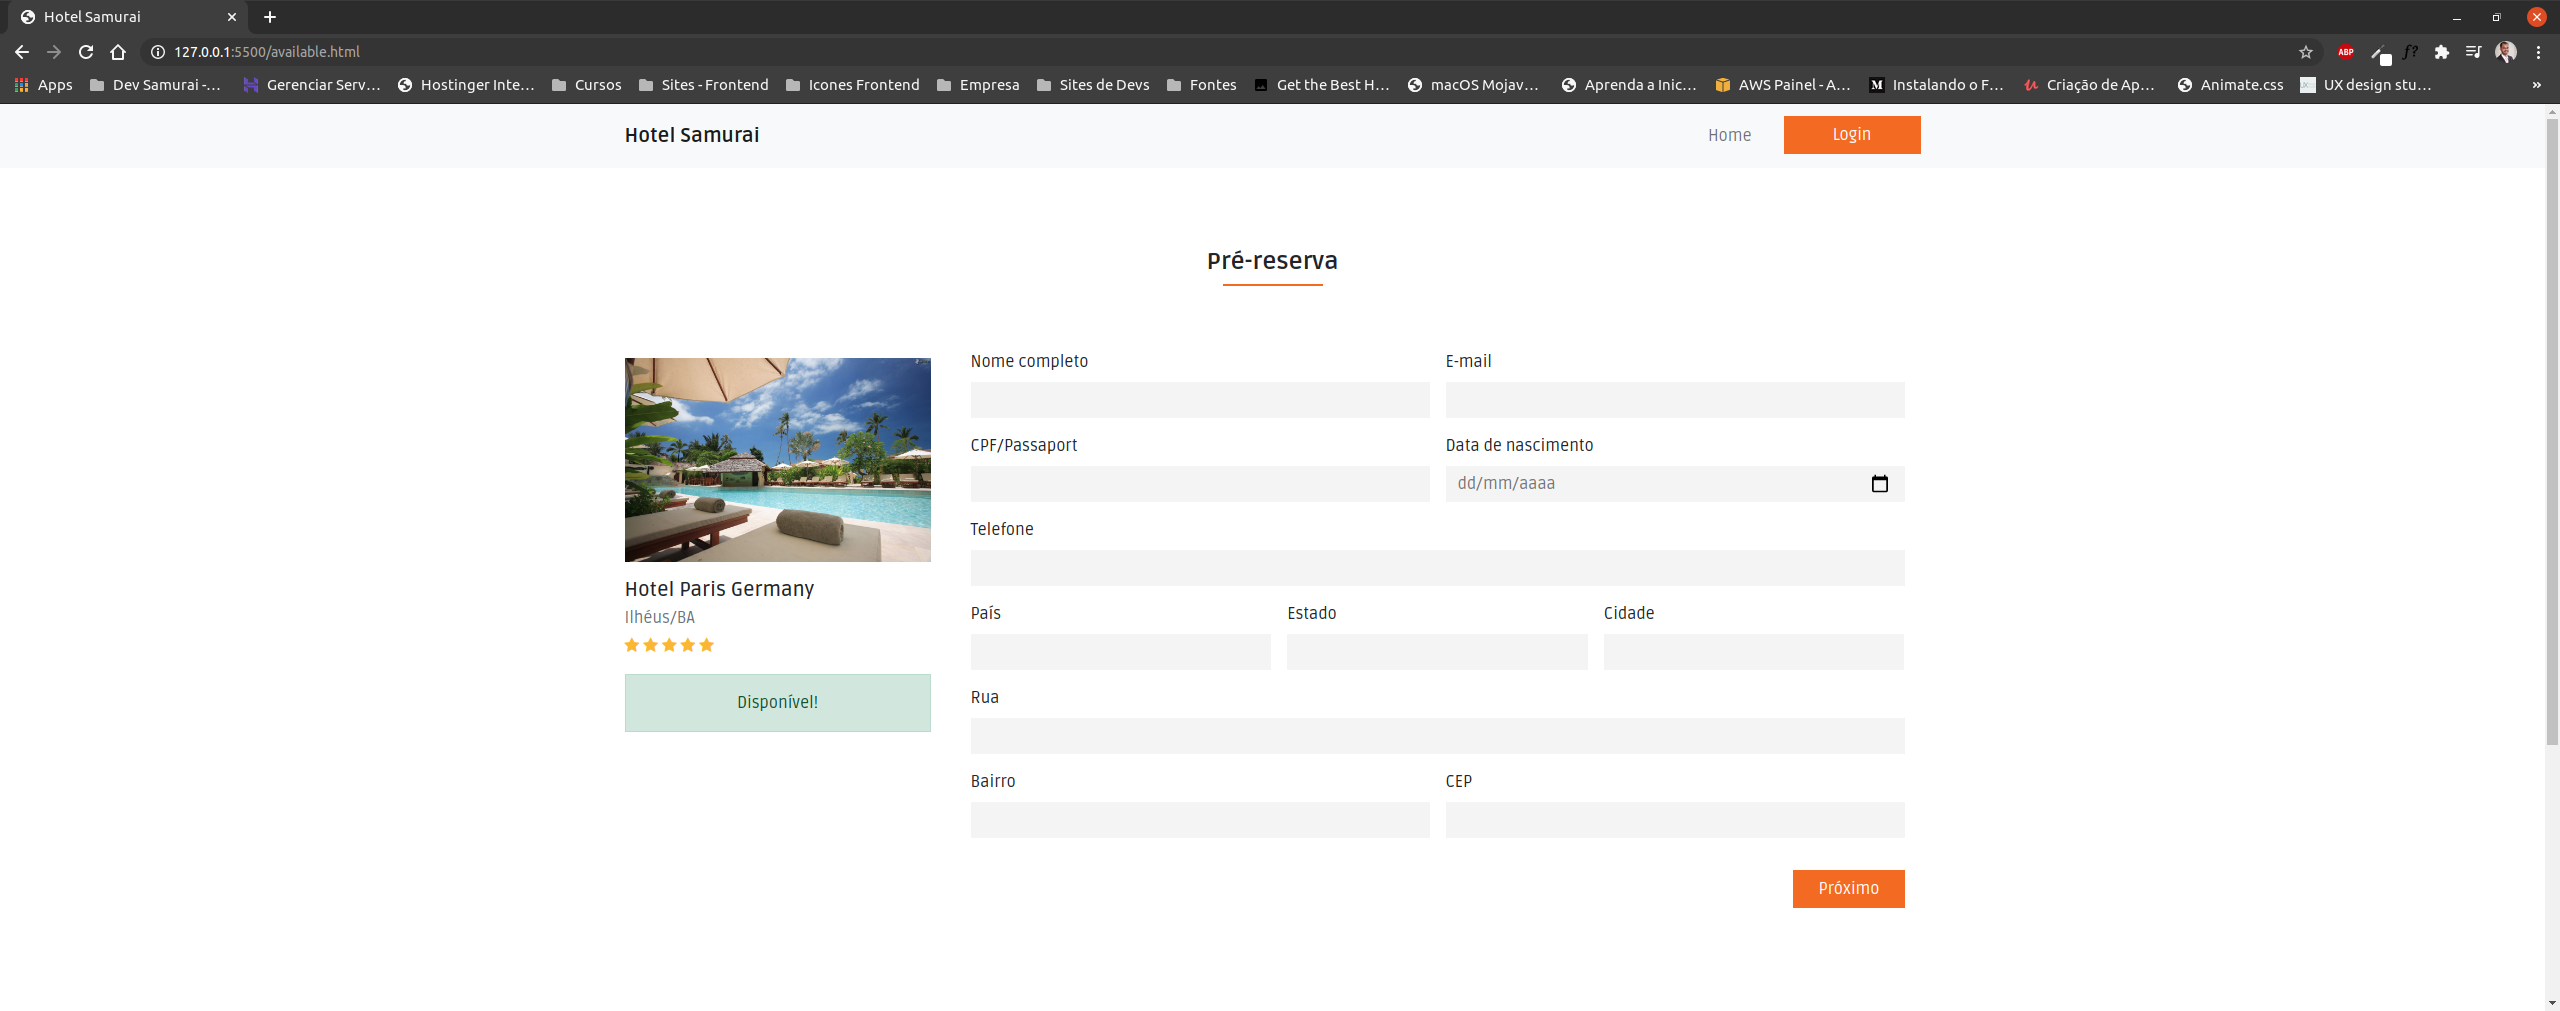 Hotel Samurai
127.0.0.1:5500/available.html
ABP
f?
Apps
Dev Samurai -...
Gerenciar Serv...
Hostinger Inte...
Cursos
Sites - Frontend
Icones Frontend
Empresa
Sites de Devs
Fontes
Get the Best H...
macOS Mojav...
Aprenda a Inic...
AWS Painel - A...
Instalando o F...
Criação de Ap...
Animate.css
UX design stu...
»
Hotel Samurai
Home
Login
Pré-reserva
Nome completo
E-mail
CPF/Passaport
Data de nascimento
dd/mm/aaaa
Telefone
País
Estado
Cidade
Rua
Bairro
CEP
Próximo
Hotel Paris Germany
Ilhéus/BA
Disponível!